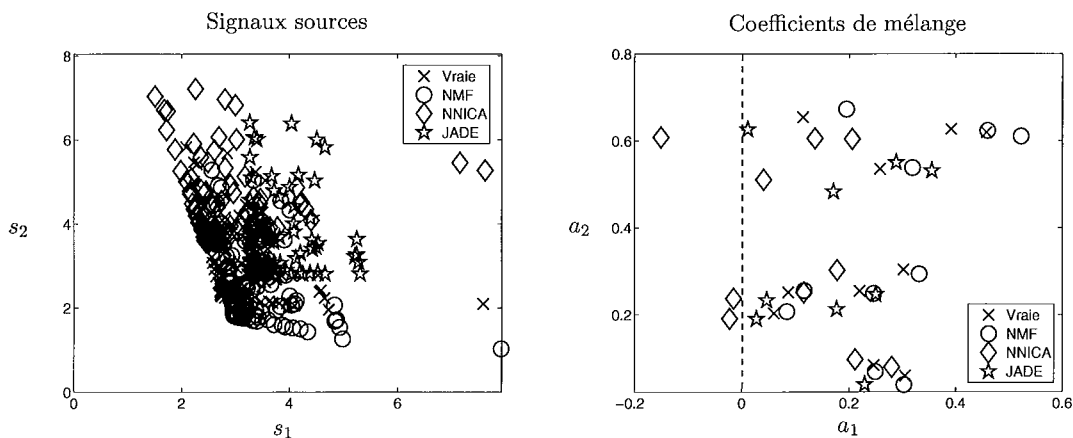 Signaux sources
8
6
4
2
0
0
2
4
6
s₂
s₁
Vraie
NMF
NNICA
JADE
Coefficients de mélange
0.8
0.6
0.4
0.2
−0.2
0
0.2
0.4
0.6
a₂
a₁
Vraie
NMF
NNICA
JADE